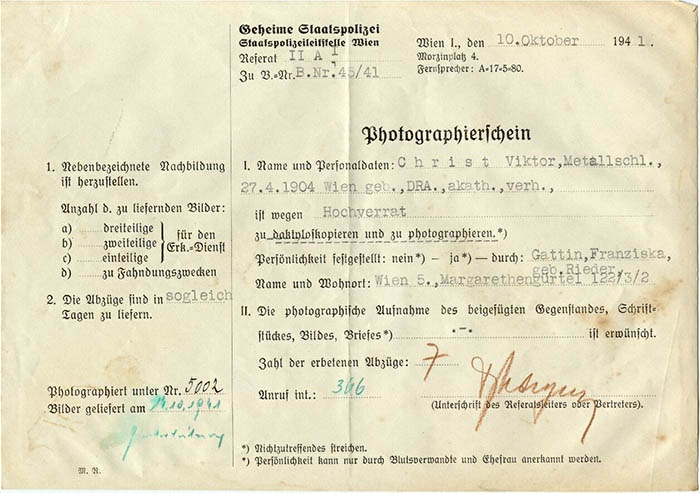 Geheime Staatspolizei
Staatspolizeileitstelle Wien
Referat II A 1
Zu B.=Nr. B.Nr.45/41
Wien I., den 10.Oktober 1941.
Morzinplatz 4.
Fernsprecher: A=17=5=80.
Photographierschein
1. Nebenbezeichnete Nachbildung
ist herzustellen.
Anzahl d. zu liefernden Bilder:
a) dreiteilige
b) zweiteilige
c) einteilige
für den
Erk.=Dienst
d) zu Fahndungszwecken
2. Die Abzüge sind in sogleich
Tagen zu liefern.
Photographiert unter Nr. 5002
Bilder geliefert am 14.10.1941
M. R.
I. Name und Personaldaten: Christ Viktor,Metallschl.,
27.4.1904 Wien geb.,DRA.,akath.,verh.,
ist wegen Hochverrat
zu daktyloskopieren und zu photographieren.*)
Persönlichkeit festgestellt: nein*) – ja*) – durch: Gattin,Franziska,
geb.Rieder,
Name und Wohnort: Wien 5., Margarethengürtel 122/3/2
II. Die photographische Aufnahme des beigefügten Gegenstandes, Schrift=
stückes, Bildes, Briefes*) .-.- ist erwünscht.
Zahl der erbetenen Abzüge: 7
Anruf int.: 366
(Unterschrift des Referatsleiters oder Vertreters).
*) Nichtzutreffendes streichen.
*) Persönlichkeit kann nur durch Blutsverwandte und Ehefrau anerkannt werden.